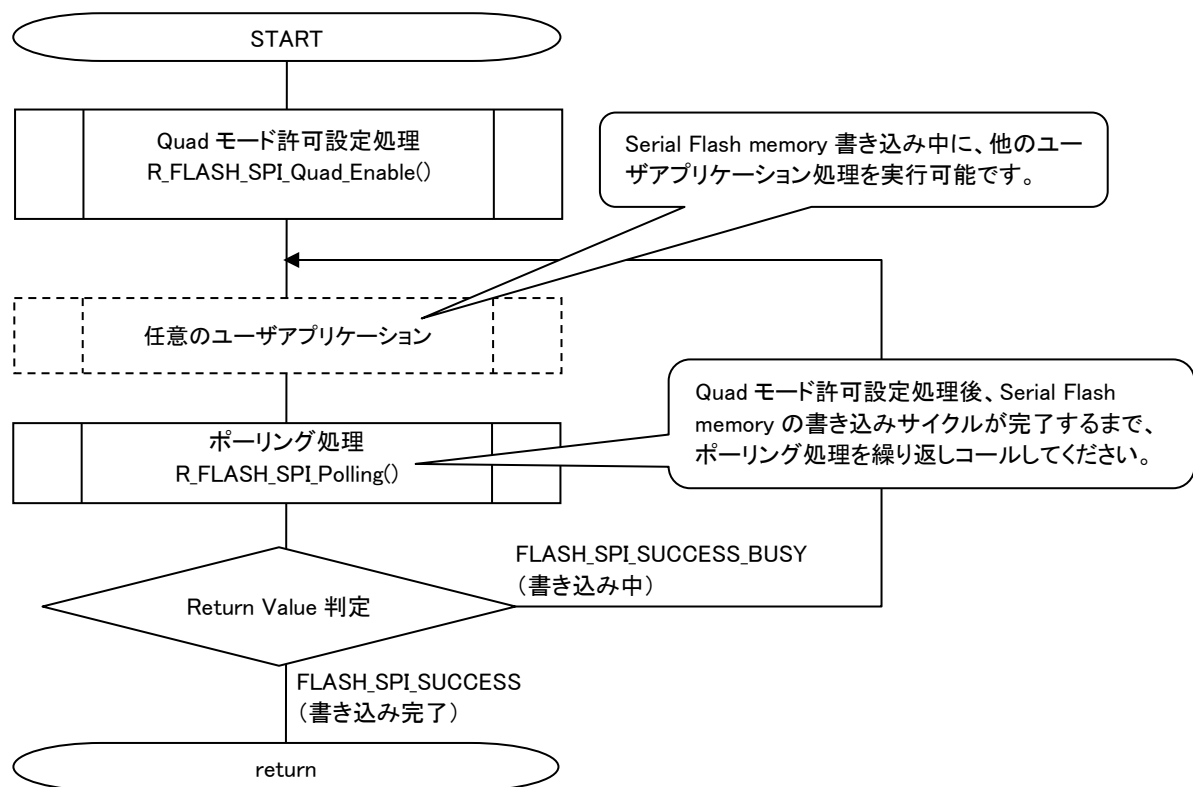 START
Quad モード許可設定処理
R_FLASH_SPI_Quad_Enable()
Serial Flash memory 書き込み中に、他のユー
ザアプリケーション処理を実行可能です。
任意のユーザアプリケーション
Quad モード許可設定処理後、Serial Flash
memory の書き込みサイクルが完了するまで、
ポーリング処理を繰り返しコールしてください。
ポーリング処理
R_FLASH_SPI_Polling()
FLASH_SPI_SUCCESS_BUSY
（書き込み中）
Return Value 判定
FLASH_SPI_SUCCESS
（書き込み完了）
return